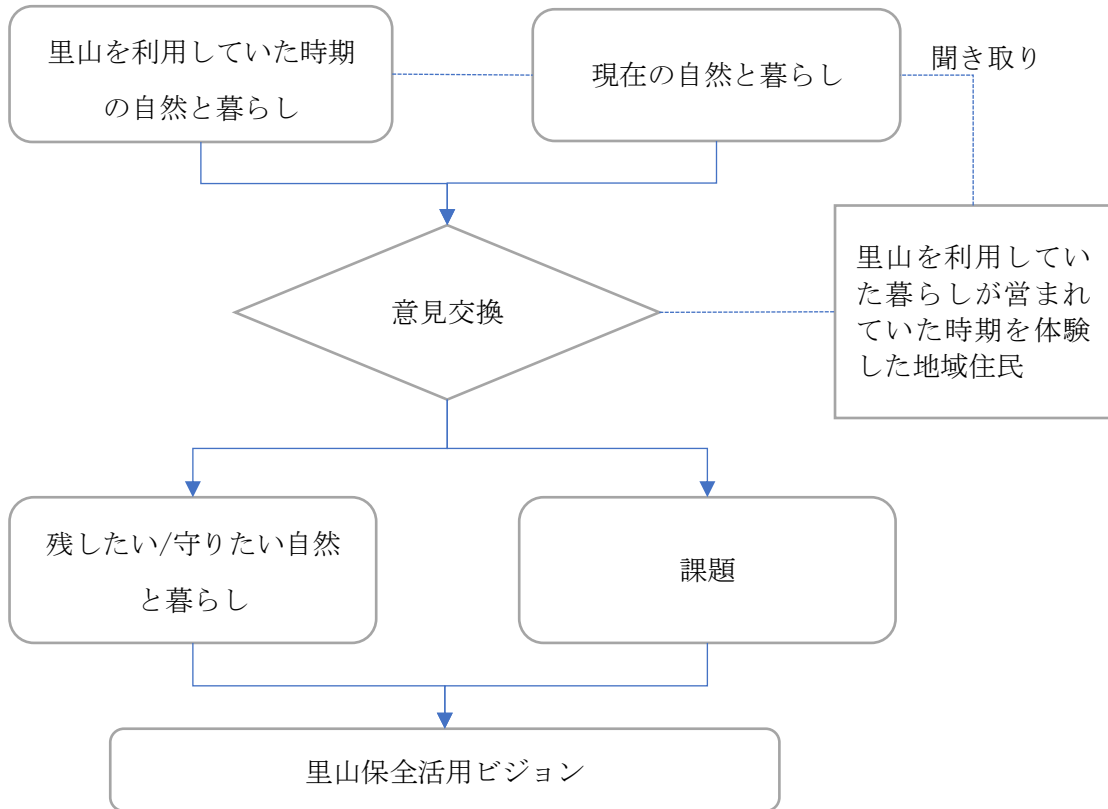 里山を利用していた時期
の自然と暮らし
現在の自然と暮らし
聞き取り
里山を利用してい
た暮らしが営まれ
ていた時期を体験
した地域住民
意見交換
残したい/守りたい自然
と暮らし
課題
里山保全活用ビジョン